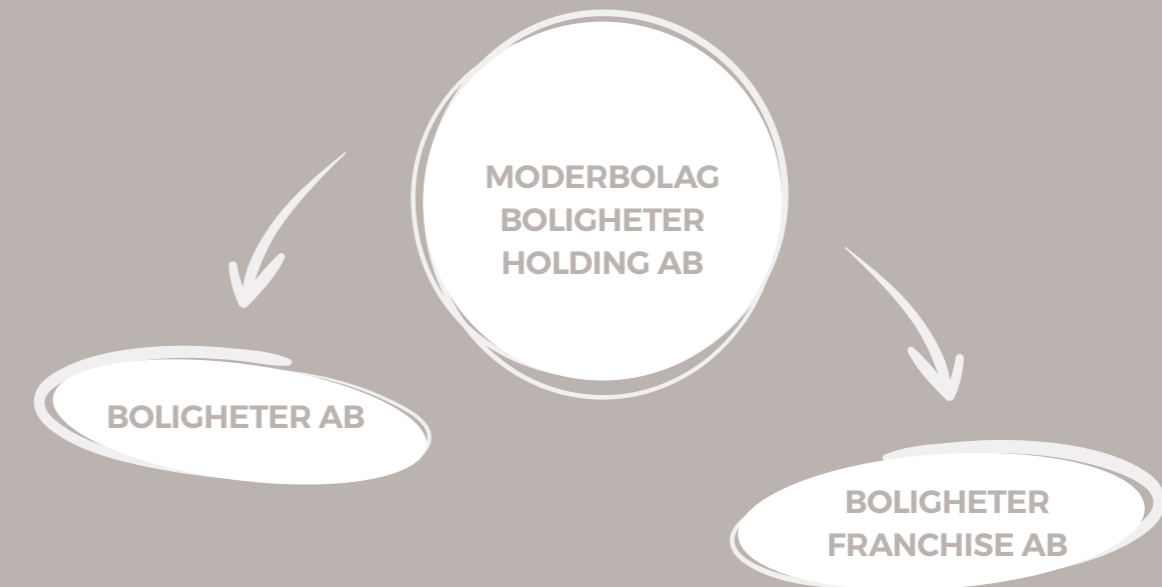 MODERBOLAG
BOLIGHETER
HOLDING AB
BOLIGHETER AB
BOLIGHETER
FRANCHISE AB